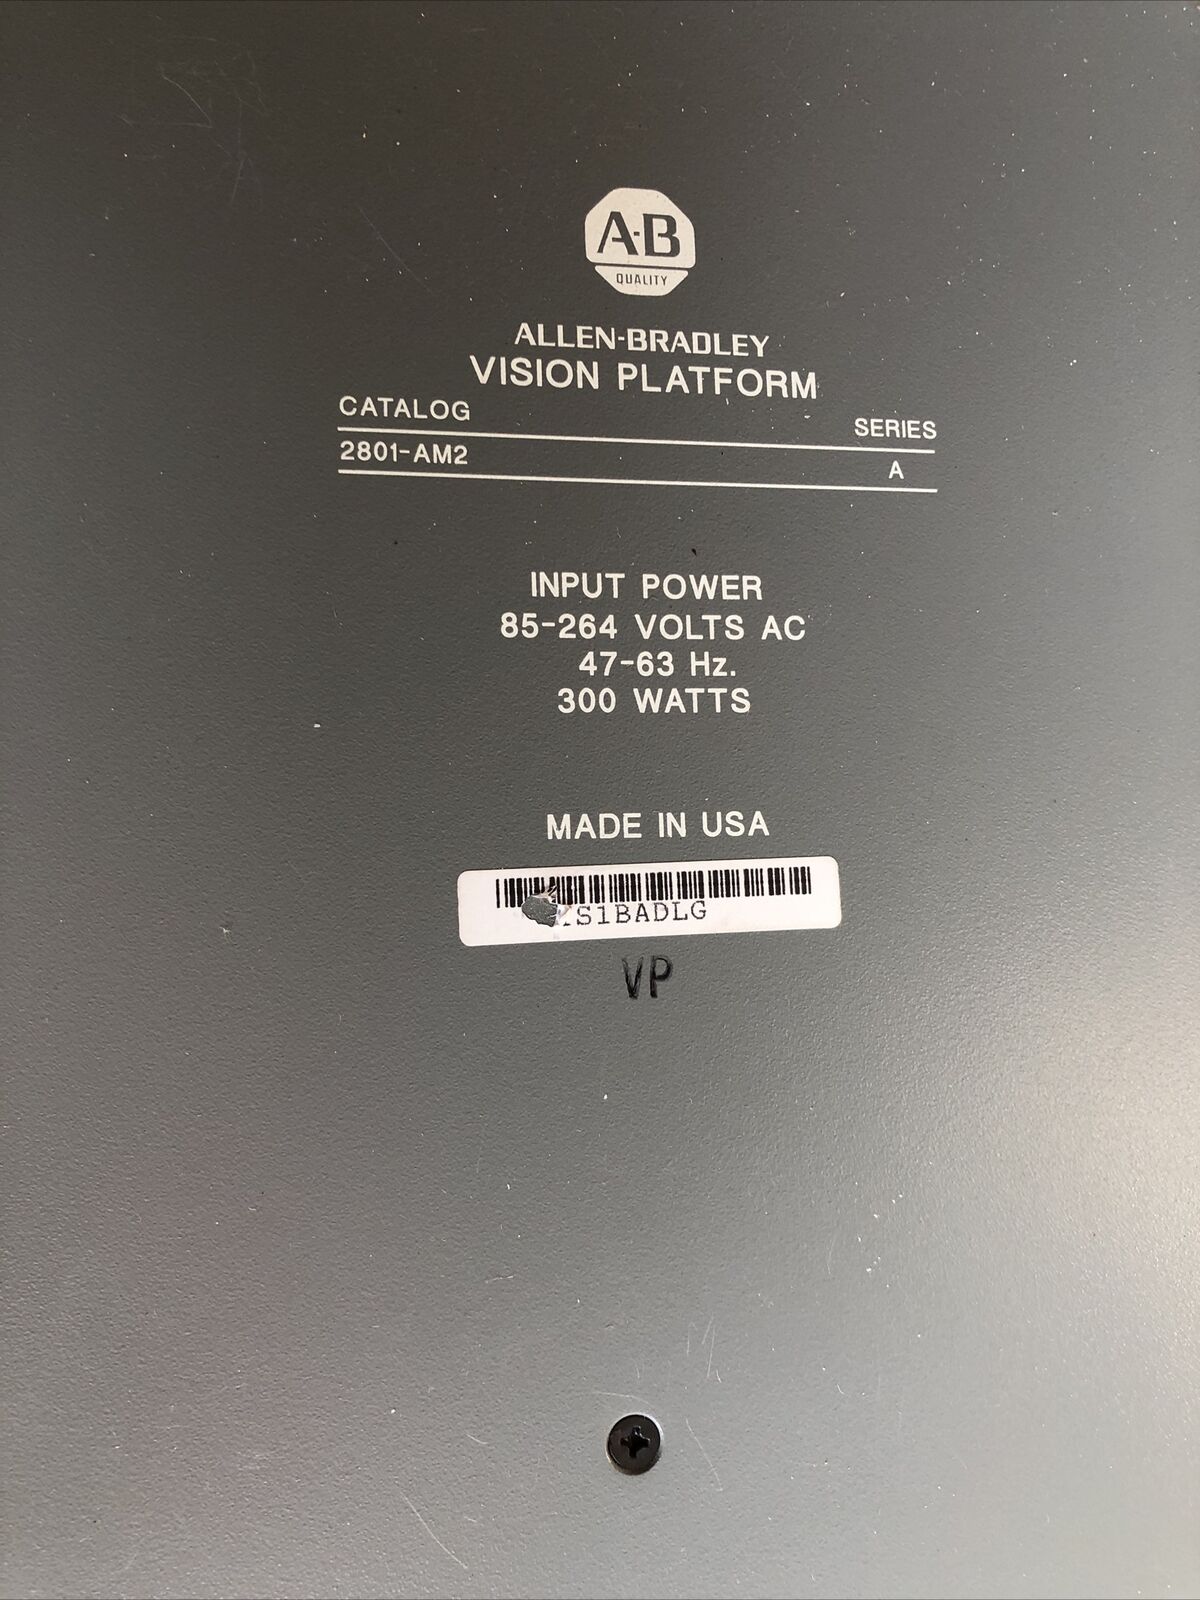 A·B
QUALITY
ALLEN-BRADLEY
VISION PLATFORM
CATALOG SERIES
2801-AM2 A
INPUT POWER
85-264 VOLTS AC
47-63 Hz.
300 WATTS
MADE IN USA
S1BADLG
VP